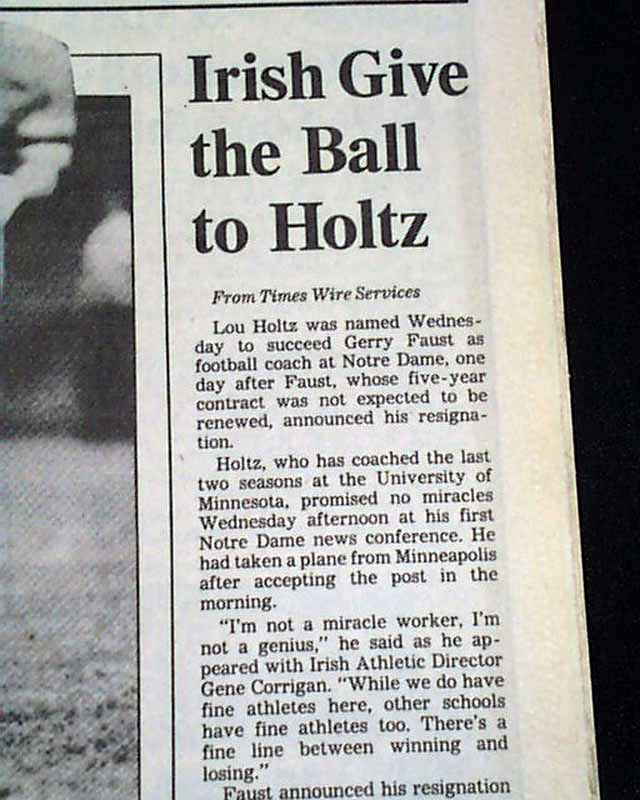 Irish Give
the Ball
to Holtz
From Times Wire Services
Lou Holtz was named Wednes-
day to succeed Gerry Faust as
football coach at Notre Dame, one
day after Faust, whose five-year
contract was not expected to be
renewed, announced his resigna-
tion.
Holtz, who has coached the last
two seasons at the University of
Minnesota, promised no miracles
Wednesday afternoon at his first
Notre Dame news conference. He
had taken a plane from Minneapolis
after accepting the post in the
morning.
"I'm not a miracle worker, I'm
not a genius," he said as he ap-
peared with Irish Athletic Director
Gene Corrigan. "While we do have
fine athletes here, other schools
have fine athletes too. There's a
fine line between winning and
losing."
Faust announced his resignation